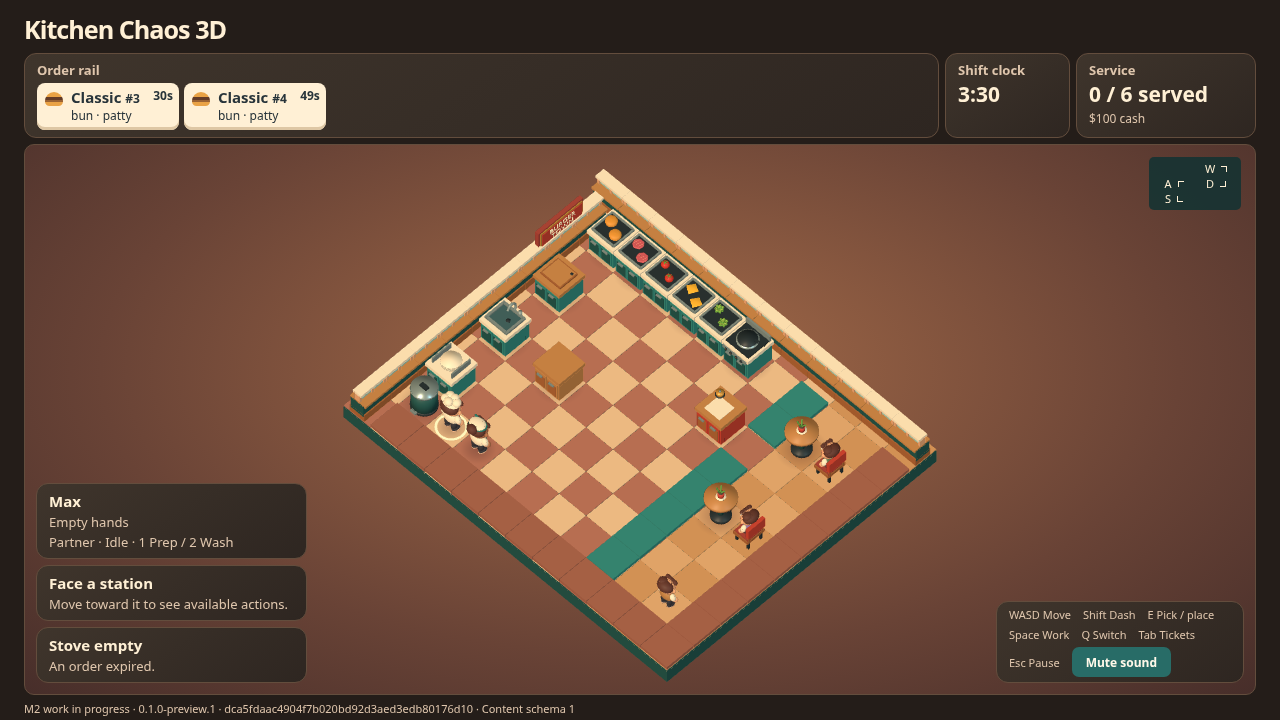 Kitchen Chaos 3D
Order rail
Classic #3 30s
bun · patty
Classic #4 49s
bun · patty
Shift clock
3:30
Service
0 / 6 served
$100 cash
W
A D
S
BURGER
Max
Empty hands
Partner · Idle · 1 Prep / 2 Wash
Face a station
Move toward it to see available actions.
Stove empty
An order expired.
WASD Move Shift Dash E Pick / place
Space Work Q Switch Tab Tickets
Esc Pause Mute sound
M2 work in progress · 0.1.0-preview.1 · dca5fdaac4904f7b020bd92d3aed3edb80176d10 · Content schema 1